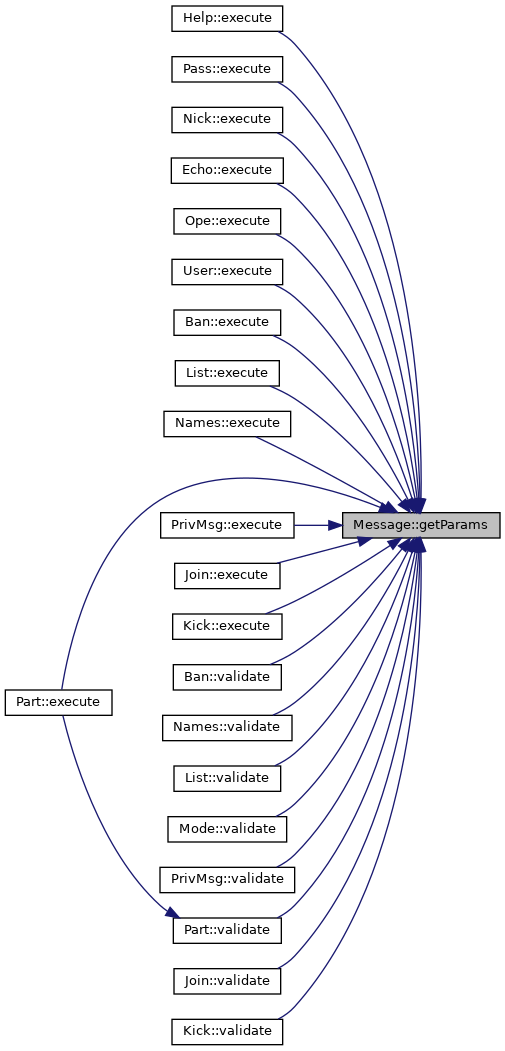 Help::execute
Pass::execute
Nick::execute
Echo::execute
Ope::execute
User::execute
Ban::execute
List::execute
Names::execute
PrivMsg::execute
Message::getParams
Join::execute
Kick::execute
Ban::validate
Part::execute
Names::validate
List::validate
Mode::validate
PrivMsg::validate
Part::validate
Join::validate
Kick::validate